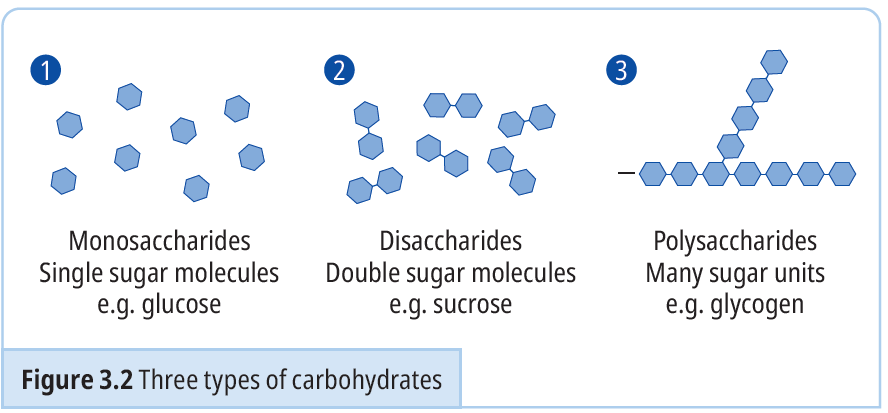 1
Monosaccharides
Single sugar molecules
e.g. glucose
2
Disaccharides
Double sugar molecules
e.g. sucrose
3
Polysaccharides
Many sugar units
e.g. glycogen
Figure 3.2 Three types of carbohydrates